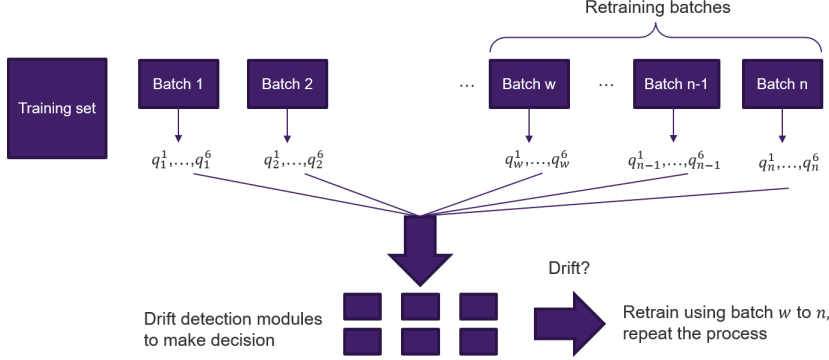 Retraining batches
Training set
Batch 1
Batch 2
...
Batch w
...
Batch n-1
Batch n
$q_1^1,…,q_1^6$
$q_2^1,…,q_2^6$
$q_w^1,…,q_w^6$
$q_{n-1}^1,…,q_{n-1}^6$
$q_n^1,…,q_n^6$
Drift?
Drift detection modules
to make decision
Retrain using batch $w$ to $n$,
repeat the process